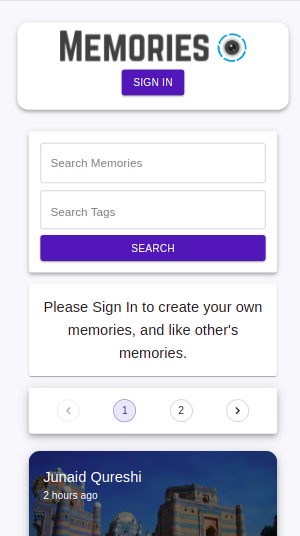 MEMORIES
SIGN IN
Search Memories
Search Tags
SEARCH
Please Sign In to create your own
memories, and like other's
memories.
1
2
Junaid Qureshi
2 hours ago